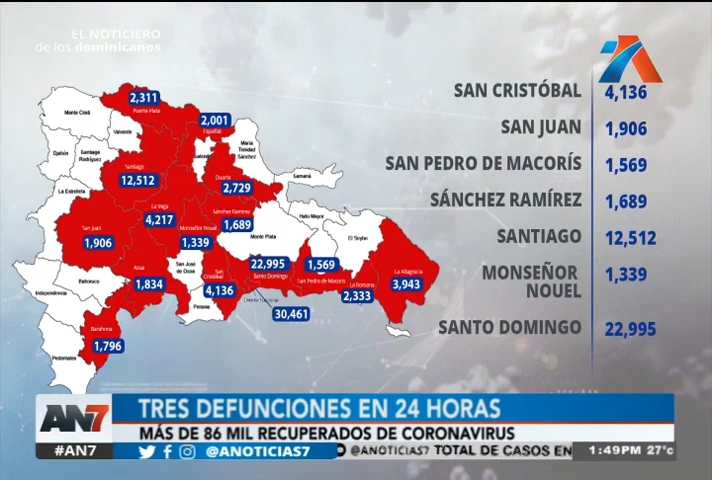 EL NOTICIERO
de los dominicanos
SAN CRISTÓBAL 4,136
SAN JUAN 1,906
SAN PEDRO DE MACORÍS 1,569
SÁNCHEZ RAMÍREZ 1,689
SANTIAGO 12,512
MONSEÑOR
NOUEL 1,339
SANTO DOMINGO 22,995
2,311
Puerto Plata
Monte Cristi
2,001
Espaillat
Valverde
María
Trinidad
Sánchez
Dajabón
Santiago
Rodríguez
Salcedo
Santiago
12,512
Duarte
2,729
Samaná
La Estrelleta
La Vega
4,217
Sánchez Ramírez
1,689
Hato Mayor
San Juan
1,906
Monseñor Nouel
1,339
Monte Plata
El Seybo
Azua
1,834
San José
de Ocoa
San
Cristóbal
4,136
22,995
Santo Domingo
1,569
San Pedro de Macorís
La Altagracia
3,943
La Romana
2,333
Bahoruco
Independencia
Peravia
Distrito Nacional
30,461
Barahona
1,796
Pedernales
AN7
TRES DEFUNCIONES EN 24 HORAS
MÁS DE 86 MIL RECUPERADOS DE CORONAVIRUS
#AN7
@ANOTICIAS7
@ANOTICIAS7 TOTAL DE CASOS EN
1:49PM 27°c